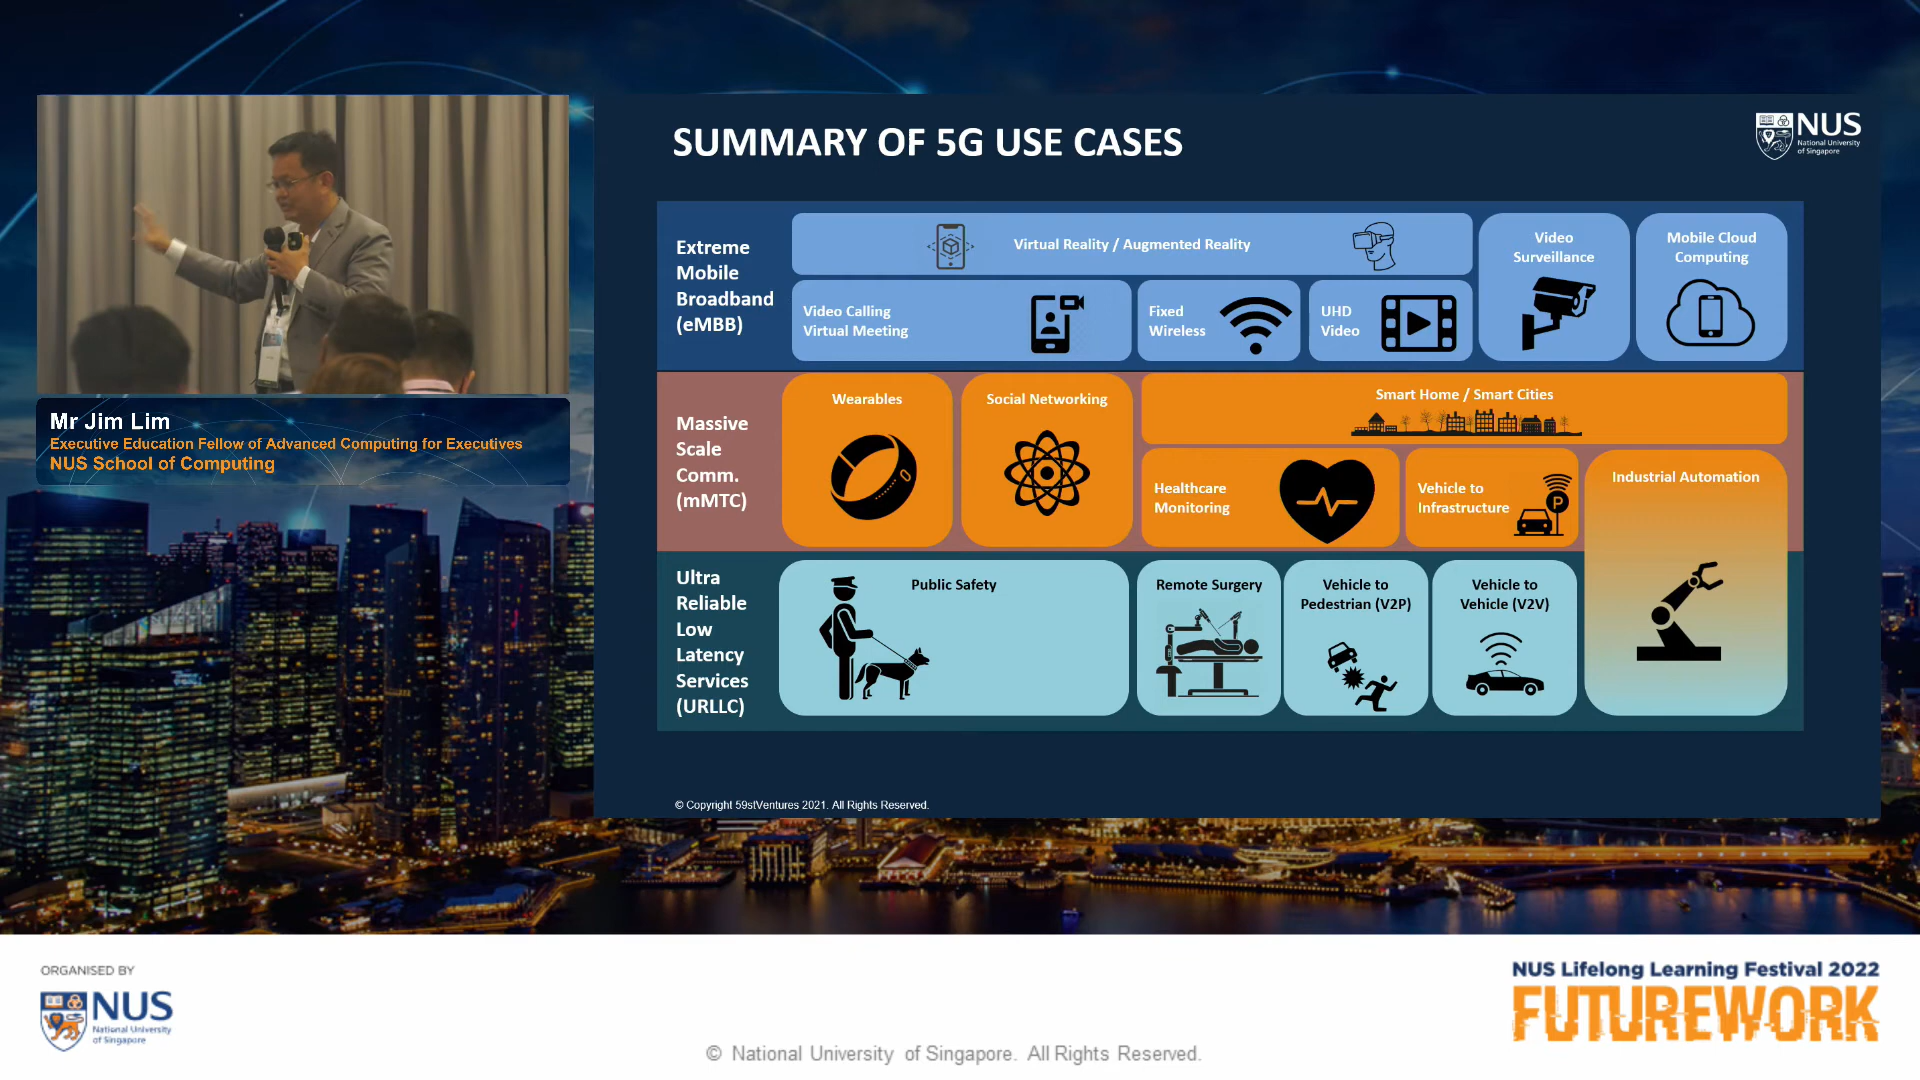 Mr Jim Lim
Executive Education Fellow of Advanced Computing for Executives
NUS School of Computing
SUMMARY OF 5G USE CASES
NUS
National University
of Singapore
Extreme
Mobile
Broadband
(eMBB)
Virtual Reality / Augmented Reality
Video
Surveillance
Mobile Cloud
Computing
Video Calling
Virtual Meeting
Fixed
Wireless
UHD
Video
Massive
Scale
Comm.
(mMTC)
Wearables
Social Networking
Smart Home / Smart Cities
Healthcare
Monitoring
Vehicle to
Infrastructure
P
Industrial Automation
Ultra
Reliable
Low
Latency
Services
(URLLC)
Public Safety
Remote Surgery
Vehicle to
Pedestrian (V2P)
Vehicle to
Vehicle (V2V)
© Copyright 59stVentures 2021. All Rights Reserved.
ORGANISED BY
NUS
National University
of Singapore
© National University of Singapore. All Rights Reserved.
NUS Lifelong Learning Festival 2022
FUTUREWORK